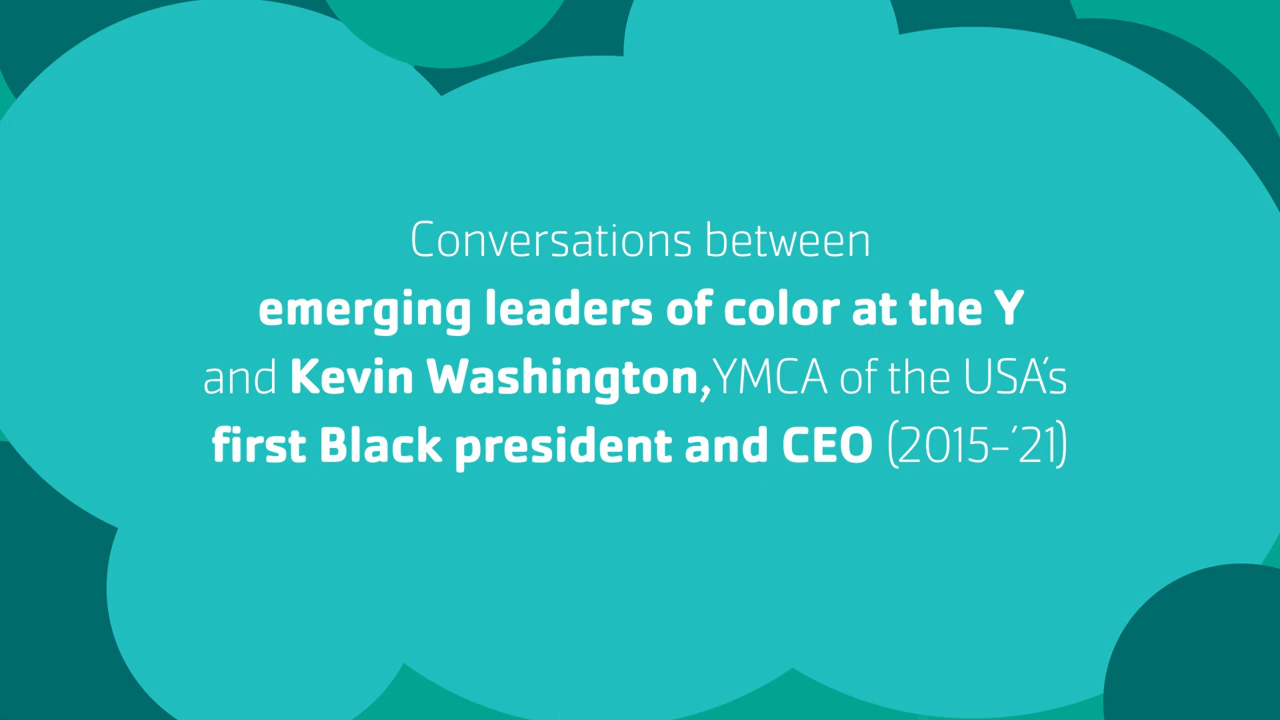 Conversations between
emerging leaders of color at the Y
and Kevin Washington,YMCA of the USA’s
first Black president and CEO (2015-’21)